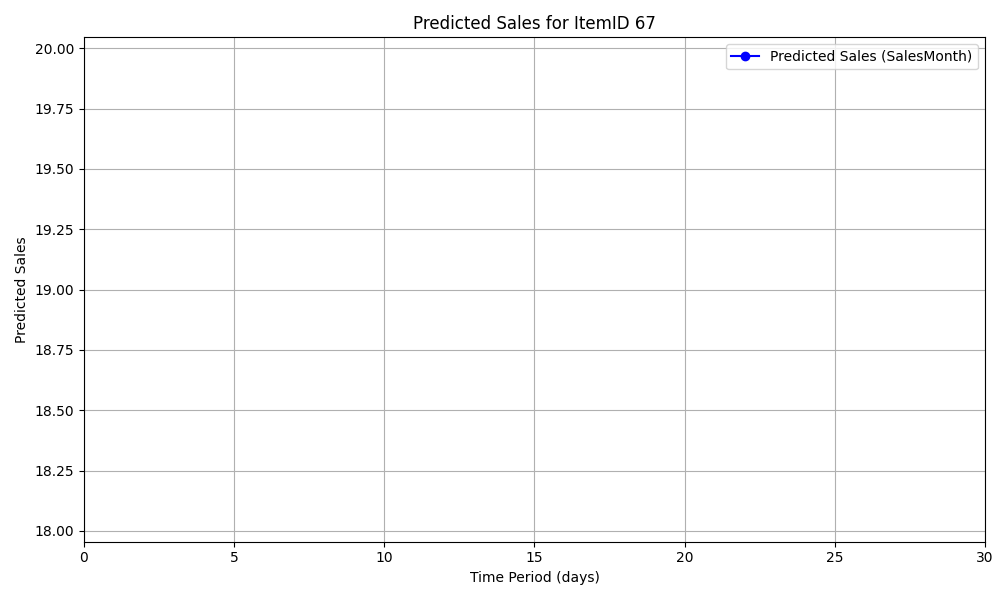 Predicted Sales for ItemID 67
Predicted Sales (SalesMonth)
20.00
19.75
19.50
19.25
19.00
18.75
18.50
18.25
18.00
Predicted Sales
0 5 10 15 20 25 30
Time Period (days)